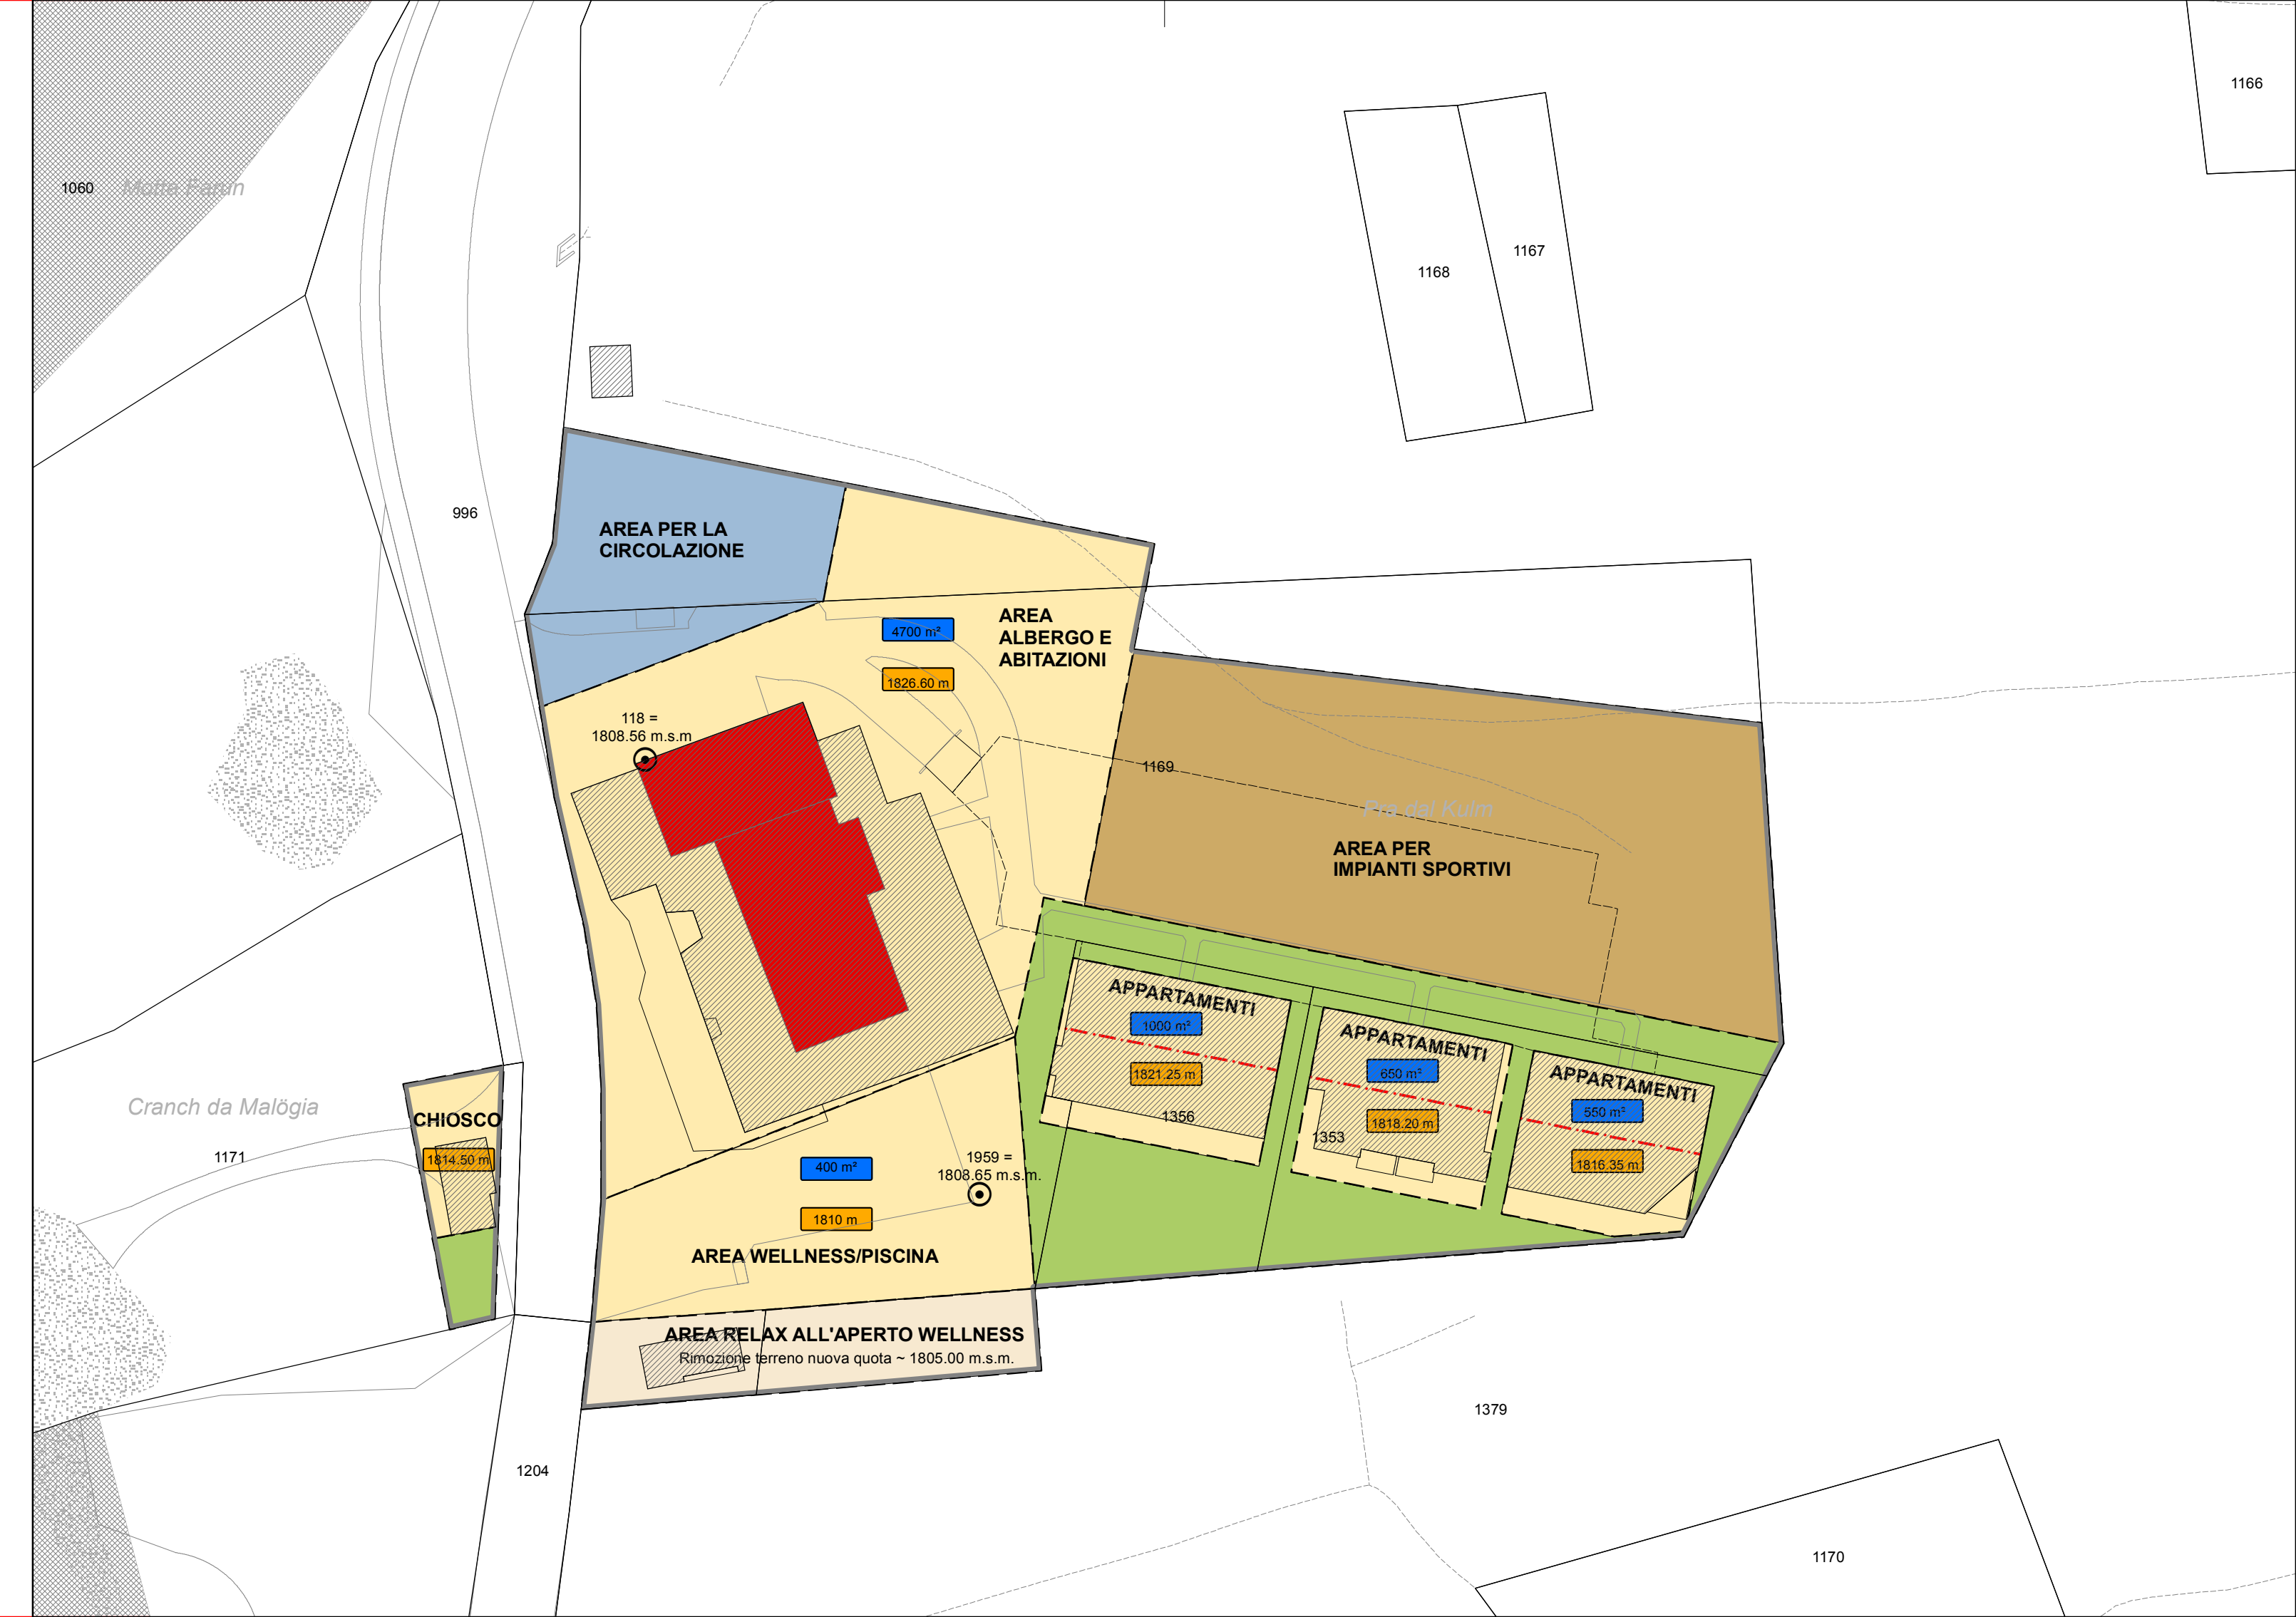 1166
1060
Motta Farun
1167
1168
996
AREA PER LA
CIRCOLAZIONE
4700 m²
1826.60 m
AREA
ALBERGO E
ABITAZIONI
118 =
1808.56 m.s.m
1169
Pra dal Kulm
AREA PER
IMPIANTI SPORTIVI
APPARTAMENTI
1000 m²
1821.25 m
1356
APPARTAMENTI
650 m²
1818.20 m
1353
APPARTAMENTI
550 m²
1816.35 m
Cranch da Malögia
CHIOSCO
1814.50 m
1171
400 m²
1810 m
1959 =
1808.65 m.s.m.
AREA WELLNESS/PISCINA
AREA RELAX ALL'APERTO WELLNESS
Rimozione terreno nuova quota ~ 1805.00 m.s.m.
1379
1204
1170